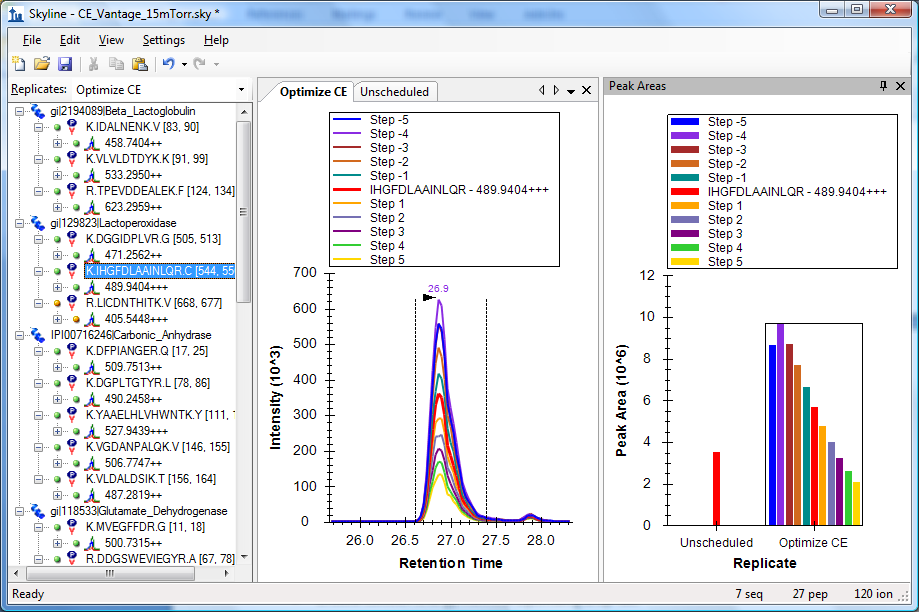 Skyline - CE_Vantage_15mTorr.sky *
File Edit View Settings Help
Replicates: Optimize CE
gi|2194089|Beta_Lactoglobulin
K.IDALNENK.V [83, 90]
458.7404++
K.VLVLDTDYK.K [91, 99]
533.2950++
R.TPEVDDEALEK.F [124, 134]
623.2959++
gi|129823|Lactoperoxidase
K.DGGIDPLVR.G [505, 513]
471.2562++
K.IHGFDLAAINLQR.C [544, 55
489.9404+++
R.LICDNTHITK.V [668, 677]
405.5448+++
IPI00716246|Carbonic_Anhydrase
K.DFPIANGER.Q [17, 25]
509.7513++
K.DGPLTGTYR.L [78, 86]
490.2458++
K.YAAELHLVHWNTK.Y [111,
527.9439+++
K.VGDANPALQK.V [146, 155]
506.7747++
K.VLDALDSIK.T [156, 164]
487.2819++
gi|118533|Glutamate_Dehydrogenase
K.MVEGFFDR.G [11, 18]
500.7315++
R.DDGSWEVIEGYR.A [67, 78]
Optimize CE Unscheduled
Step -5
Step -4
Step -3
Step -2
Step -1
IHGFDLAAINLQR - 489.9404+++
Step 1
Step 2
Step 3
Step 4
Step 5
700
600
500
400
300
200
100
0
Intensity (10^3)
26.9
26.0 26.5 27.0 27.5 28.0
Retention Time
Peak Areas
Step -5
Step -4
Step -3
Step -2
Step -1
IHGFDLAAINLQR - 489.9404+++
Step 1
Step 2
Step 3
Step 4
Step 5
12
10
8
6
4
2
0
Peak Area (10^6)
Unscheduled Optimize CE
Replicate
Ready 7 seq 27 pep 120 ion